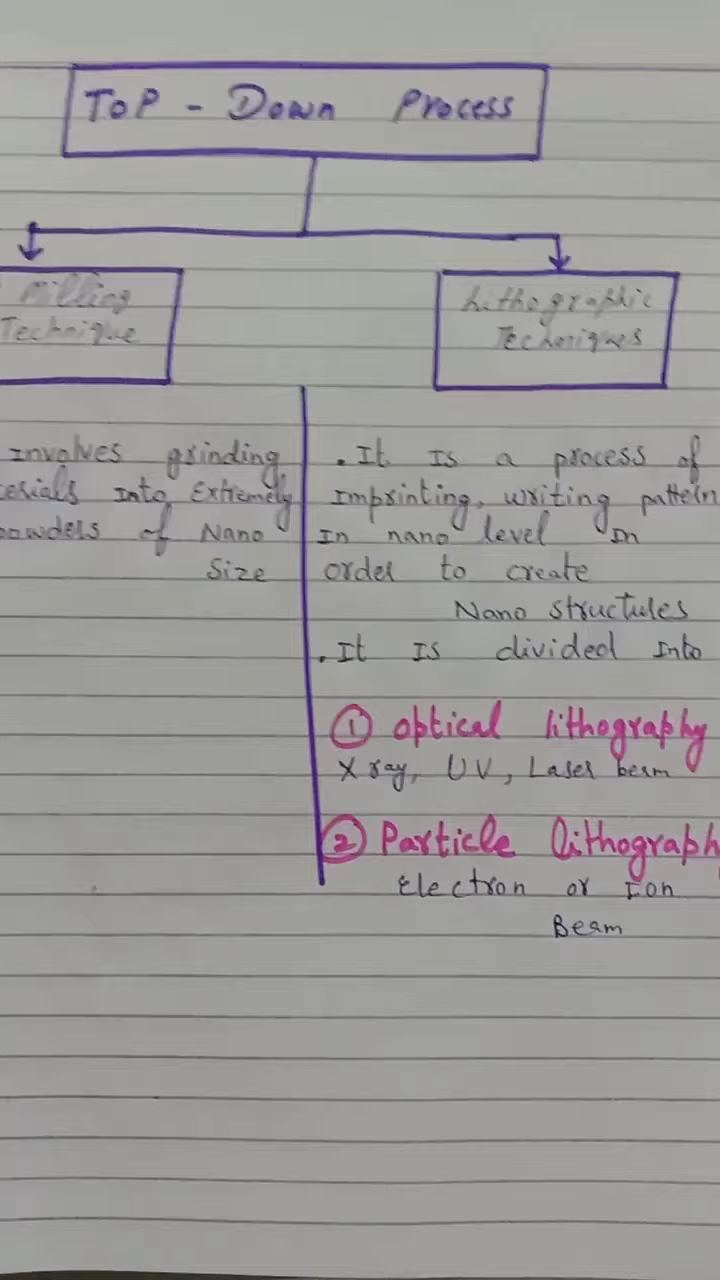 ToP - Down Process
Milling
Technique
Lithographic
Techniques
Involves grinding
Into Extremely
of Nano
Size
. It Is a process of
Imprinting, writing pattern
In nano level In
order to create
Nano structures
. It Is divided Into
① optical lithography
X ray, UV, Laser beam
② Particle lithograph
Electron or Ion
Beam